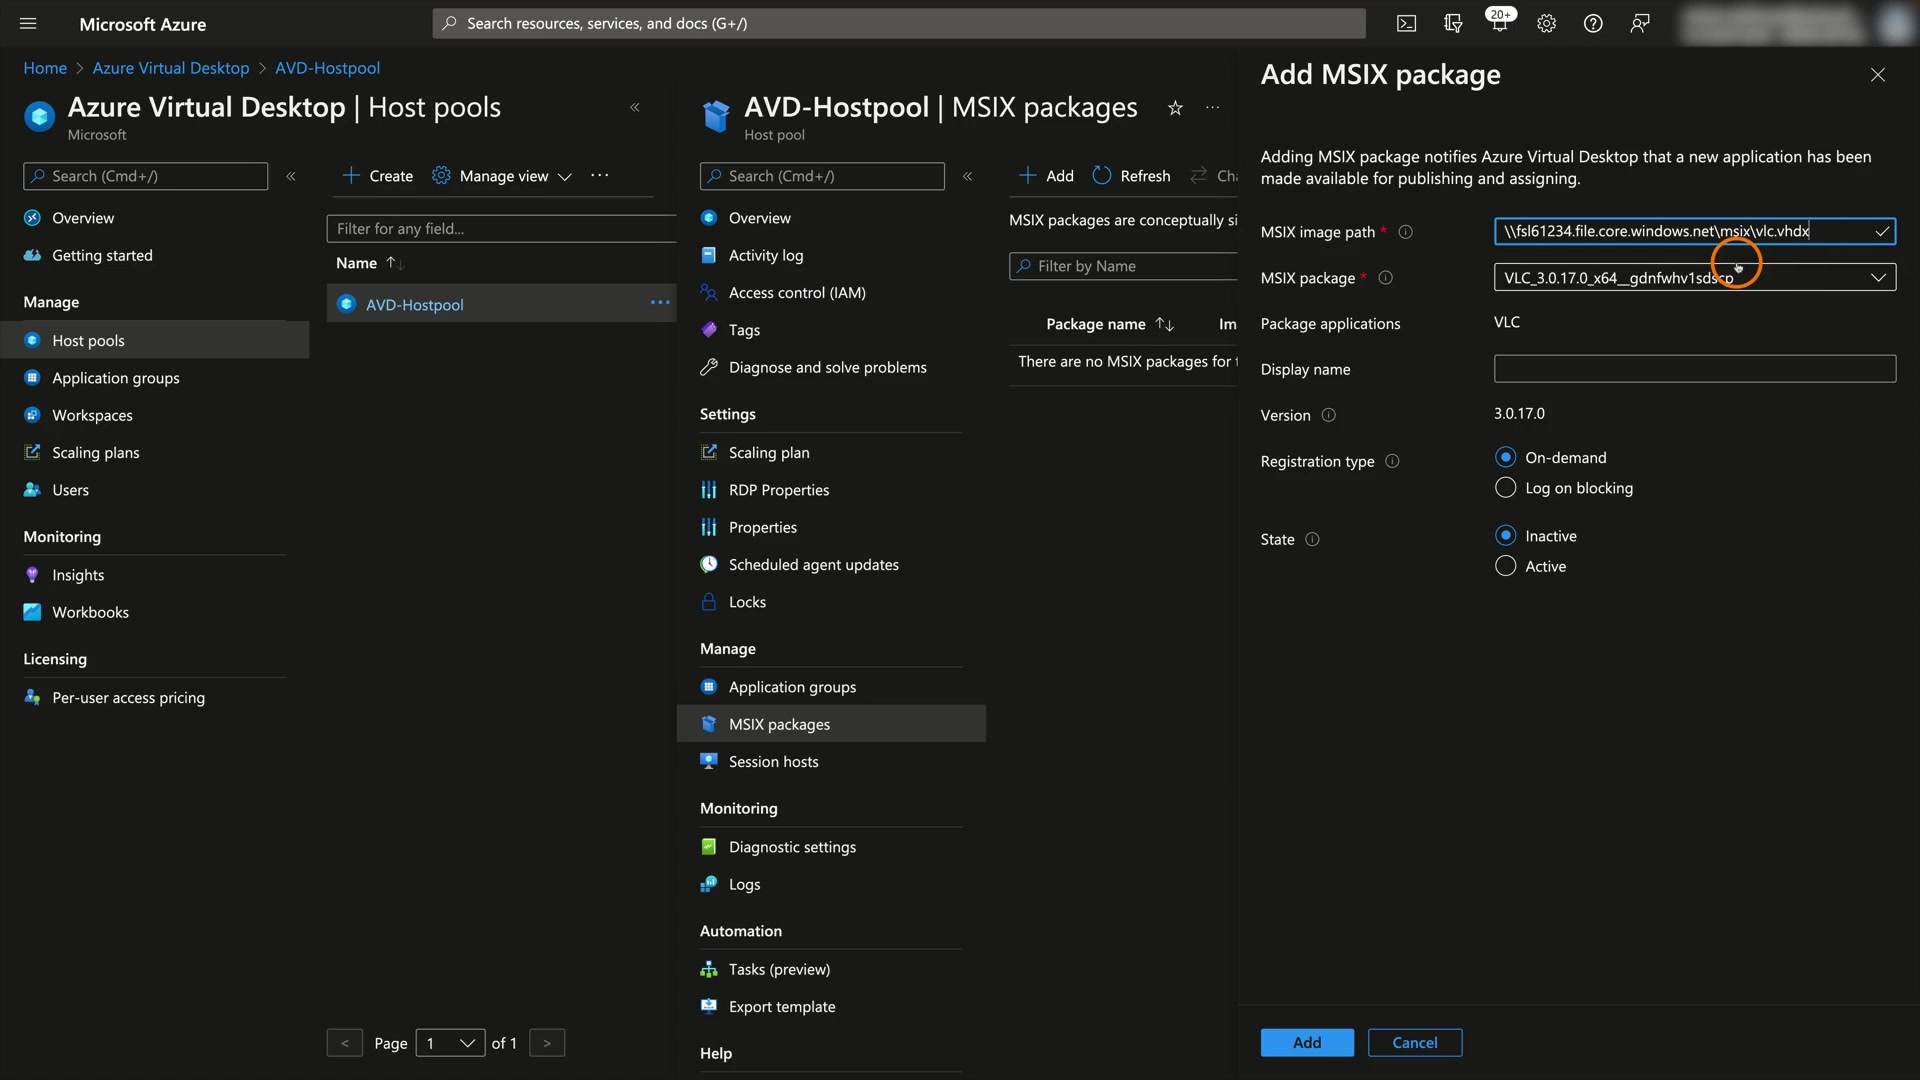 Microsoft Azure
Search resources, services, and docs (G+/)
20+
Home > Azure Virtual Desktop > AVD-Hostpool
Azure Virtual Desktop | Host pools
Microsoft
Search (Cmd+/)
Overview
Getting started
Manage
Host pools
Application groups
Workspaces
Scaling plans
Users
Monitoring
Insights
Workbooks
Licensing
Per-user access pricing
Create
Manage view
Filter for any field...
Name
AVD-Hostpool
< Page 1 of 1 >
AVD-Hostpool | MSIX packages
Host pool
Search (Cmd+/)
Overview
Activity log
Access control (IAM)
Tags
Diagnose and solve problems
Settings
Scaling plan
RDP Properties
Properties
Scheduled agent updates
Locks
Manage
Application groups
MSIX packages
Session hosts
Monitoring
Diagnostic settings
Logs
Automation
Tasks (preview)
Export template
Help
Add
Refresh
Cha
MSIX packages are conceptually si
Filter by Name
Package name
Im
There are no MSIX packages for t
Add MSIX package
Adding MSIX package notifies Azure Virtual Desktop that a new application has been
made available for publishing and assigning.
MSIX image path * \\fsl61234.file.core.windows.net\msix\vlc.vhdx
MSIX package * VLC_3.0.17.0_x64__gdnfwhv1sdscp
Package applications VLC
Display name
Version 3.0.17.0
Registration type
On-demand
Log on blocking
State
Inactive
Active
Add
Cancel